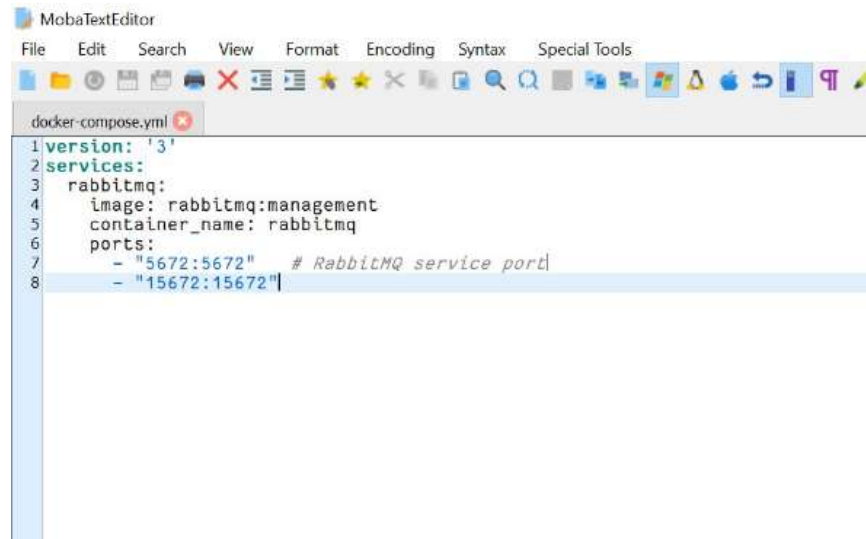 MobaTextEditor
File Edit Search View Format Encoding Syntax Special Tools
docker-compose.yml
1 version: '3'
2 services:
3   rabbitmq:
4     image: rabbitmq:management
5     container_name: rabbitmq
6     ports:
7       - "5672:5672"   # RabbitMQ service port
8       - "15672:15672"